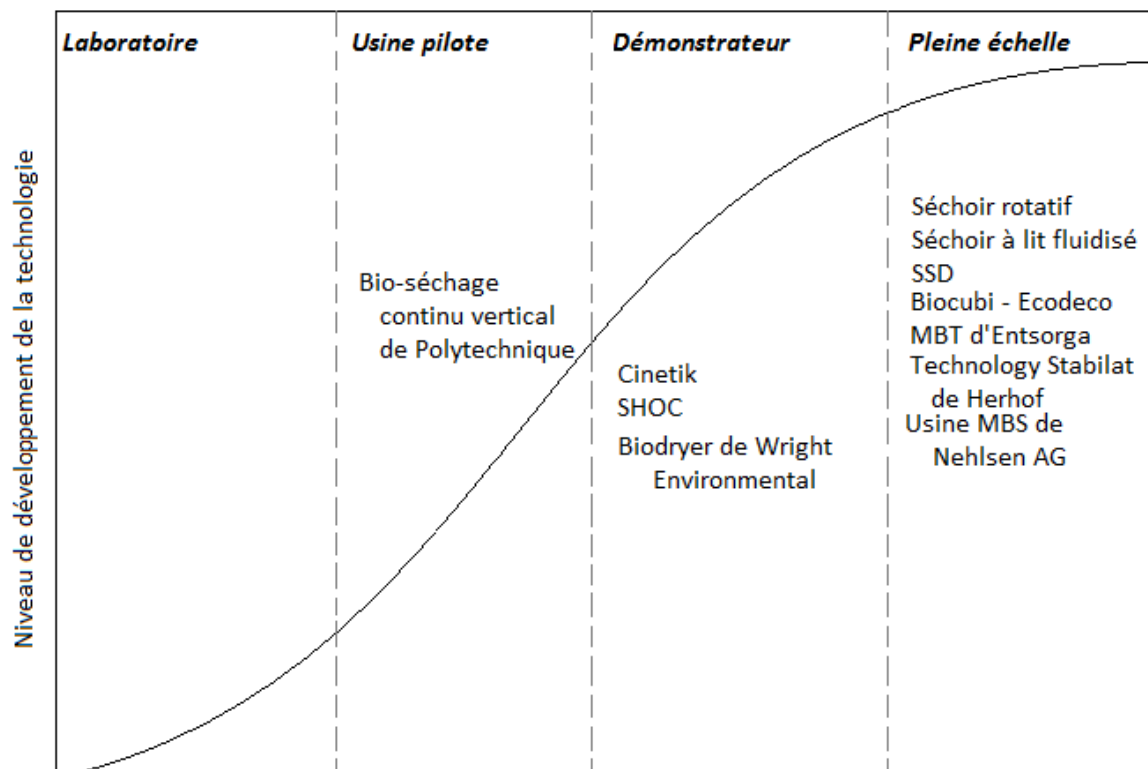 Laboratoire
Usine pilote
Démonstrateur
Pleine échelle
Niveau de développement de la technologie
Bio-séchage
continu vertical
de Polytechnique
Cinetik
SHOC
Biodryer de Wright
Environmental
Séchoir rotatif
Séchoir à lit fluidisé
SSD
Biocubi - Ecodeco
MBT d'Entsorga
Technology Stabilat
de Herhof
Usine MBS de
Nehlsen AG